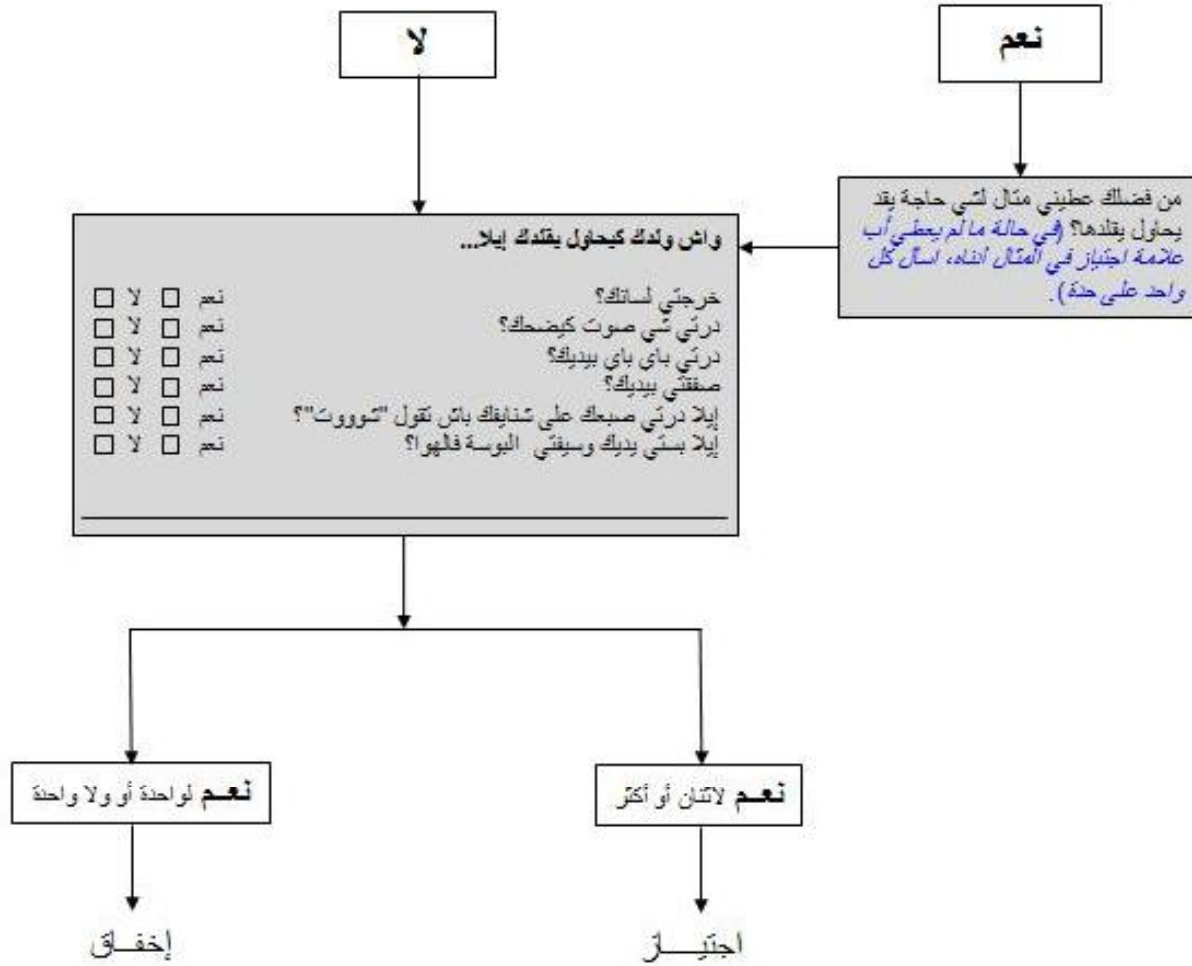 نعم
لا
من فضلك عطيني مثال لشي حاجة يقد
يحاول يقلدها؟ (في حالة ما لم يعطي أب
علامة اجتياز في المثال أدناه، اسأل كل
واحد على حدة).
واش ولدك كيحاول يقلدك إيلا...
خرجتي لسانك؟ نعم □ لا □
درتي شي صوت كيضحك؟ نعم □ لا □
درتي باي باي بيديك؟ نعم □ لا □
صفقتي بيديك؟ نعم □ لا □
إيلا درتي صبعك على شنايفك باش تقول "شوووت"؟ نعم □ لا □
إيلا بستي يديك وسيفتي البوسة فالهوا؟ نعم □ لا □
نعـم لاثنان أو أكثر
نعـم لواحدة أو ولا واحدة
اجتيـــاز
إخفــاق